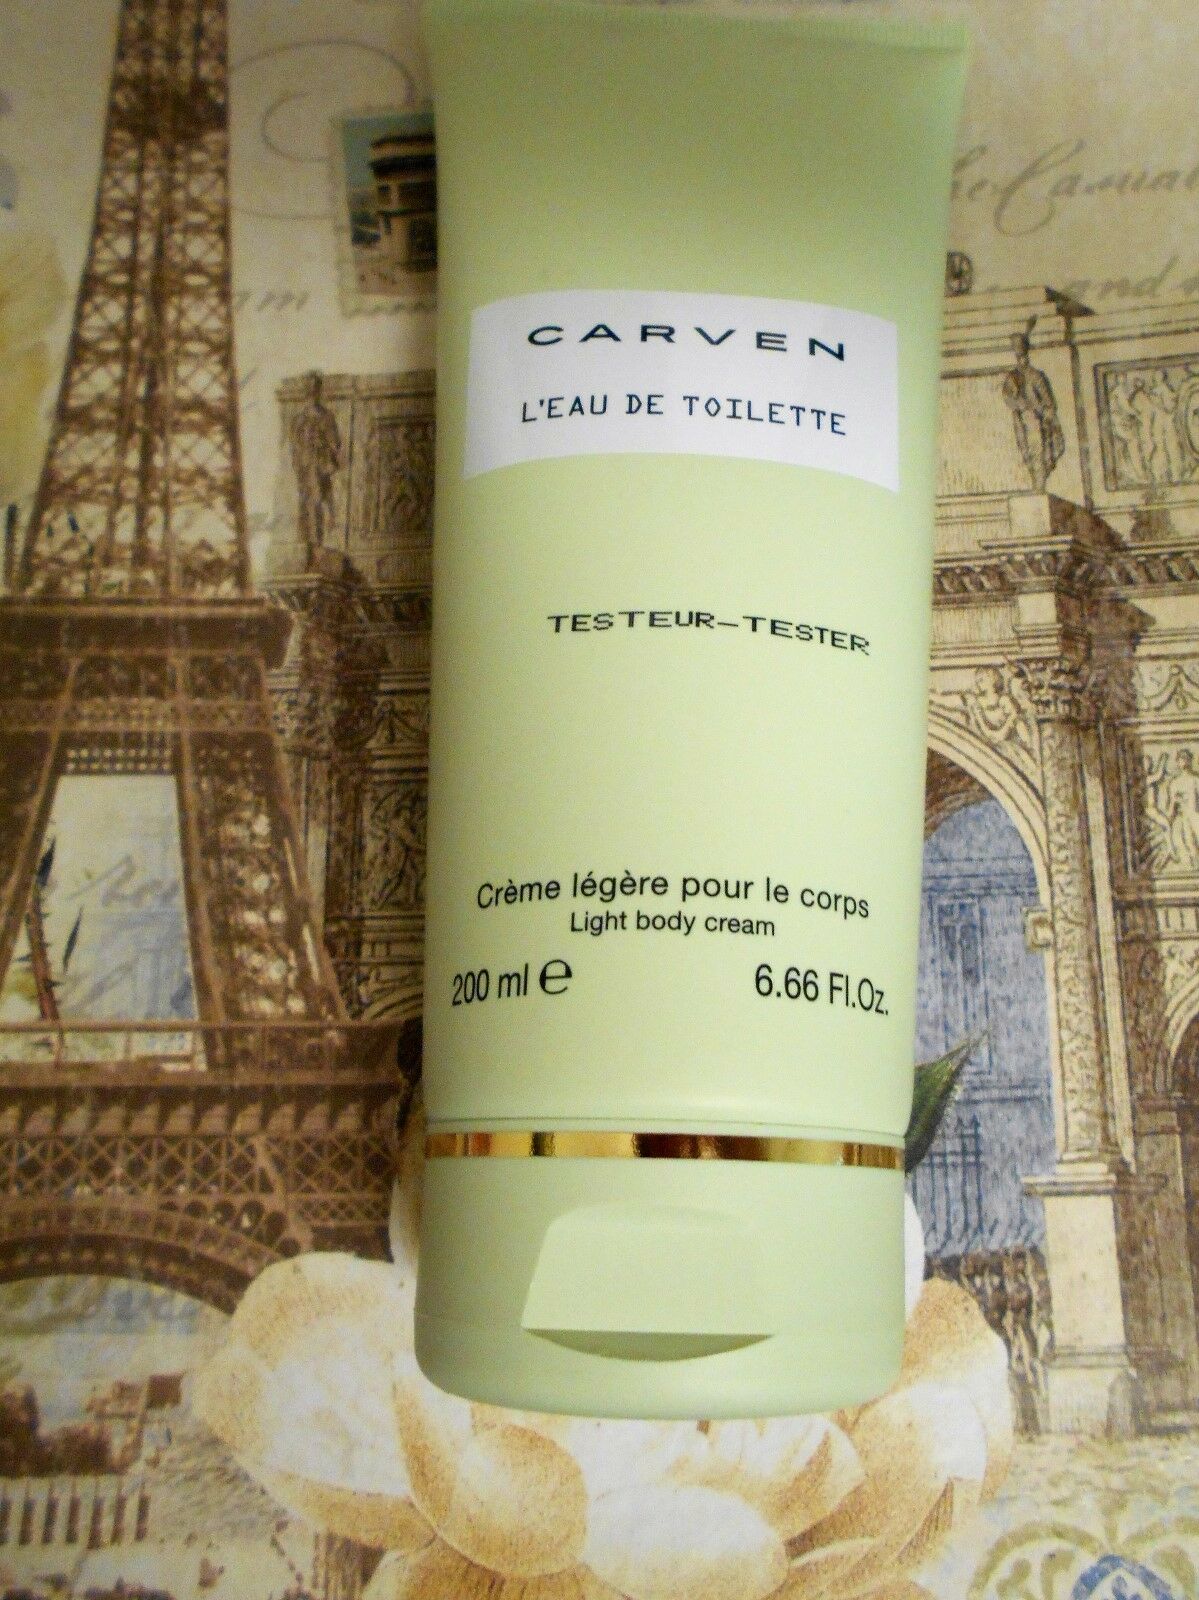 CARVEN
L'EAU DE TOILETTE
TESTEUR-TESTER
Crème légère pour le corps
Light body cream
200 ml ℮ 6.66 Fl.Oz.
and